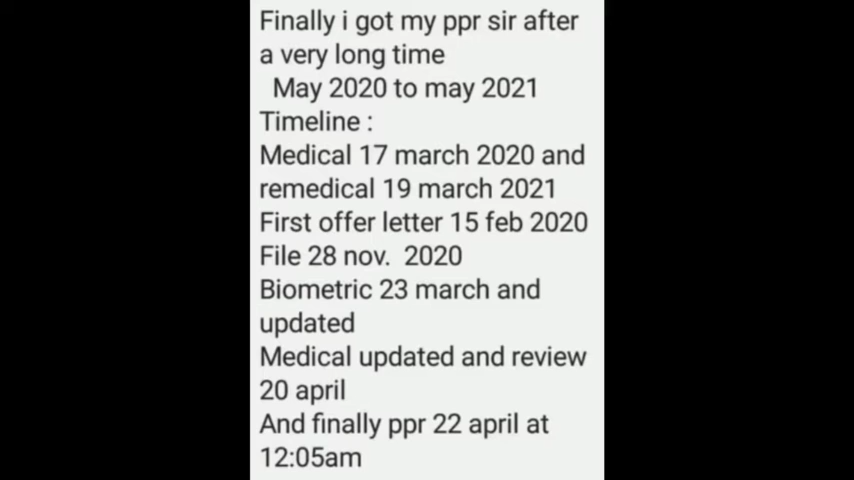 Finally i got my ppr sir after
a very long time
May 2020 to may 2021
Timeline :
Medical 17 march 2020 and
remedical 19 march 2021
First offer letter 15 feb 2020
File 28 nov.  2020
Biometric 23 march and
updated
Medical updated and review
20 april
And finally ppr 22 april at
12:05am